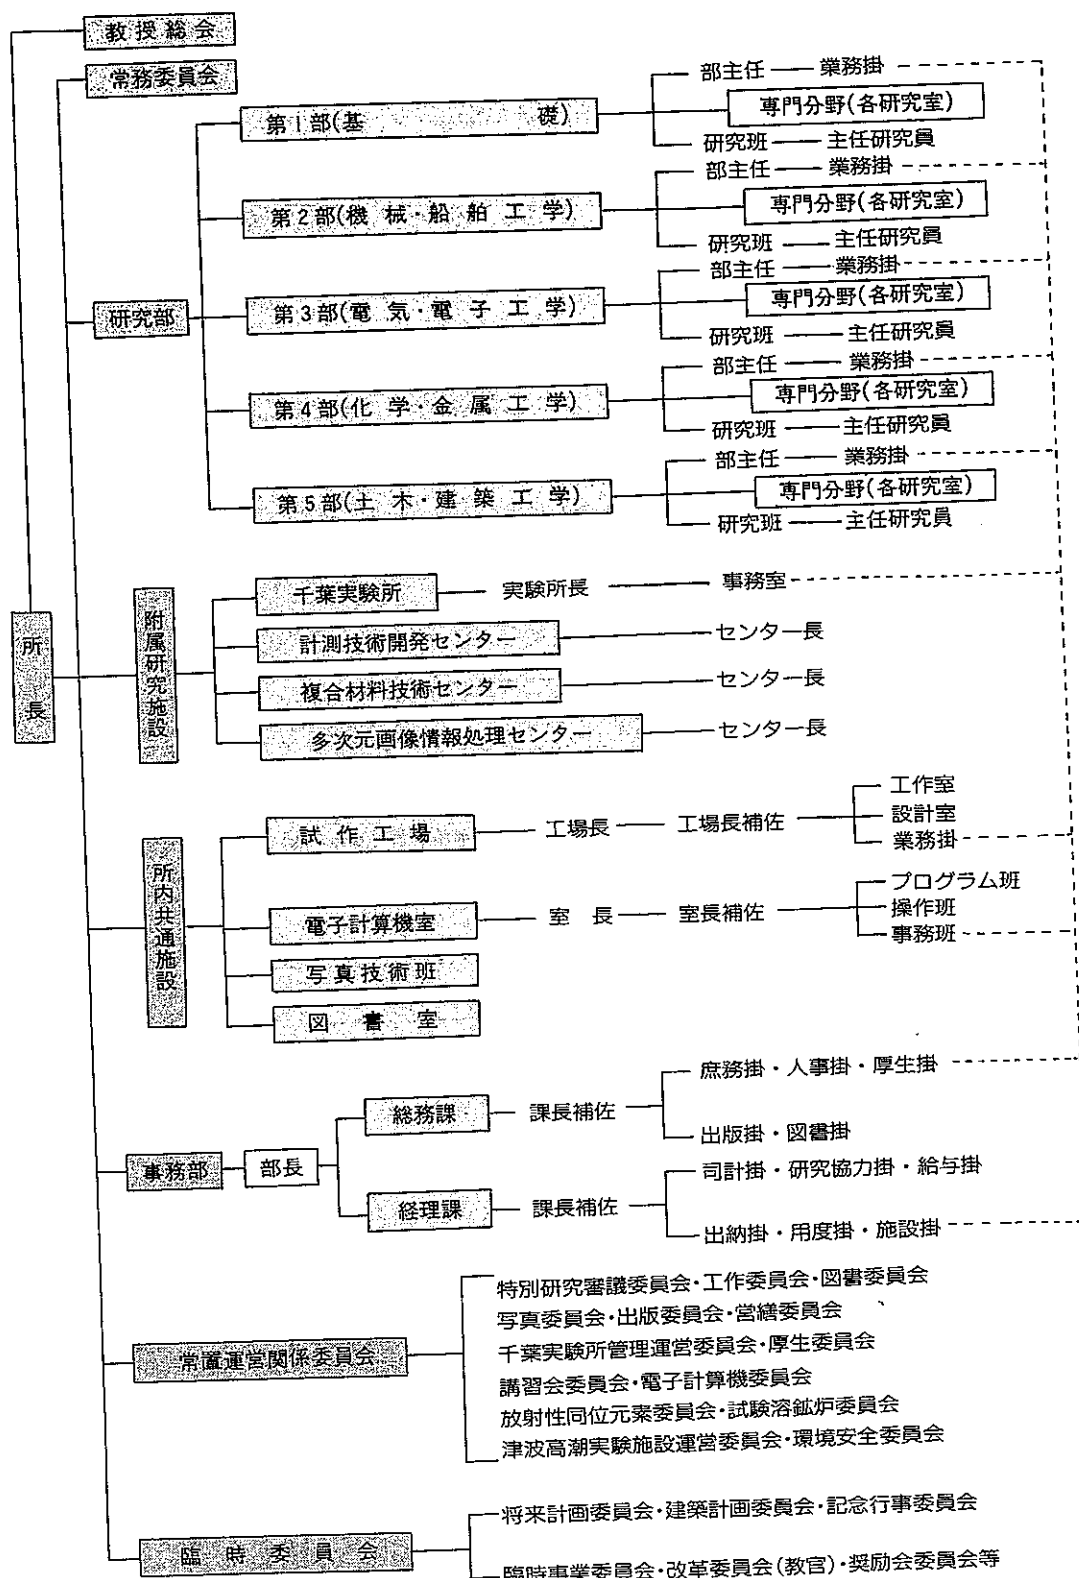 教授総会
常務委員会
部主任 業務掛
第1部(基礎) 専門分野(各研究室)
研究班 主任研究員
部主任 業務掛
第2部(機械・船舶工学) 専門分野(各研究室)
研究班 主任研究員
部主任 業務掛
研究部 第3部(電気・電子工学) 専門分野(各研究室)
研究班 主任研究員
部主任 業務掛
第4部(化学・金属工学) 専門分野(各研究室)
研究班 主任研究員
部主任 業務掛
第5部(土木・建築工学) 専門分野(各研究室)
研究班 主任研究員
所長
附属研究施設
千葉実験所 実験所長 事務室
計測技術開発センター センター長
複合材料技術センター センター長
多次元画像情報処理センター センター長
所内共通施設
工作室
試作工場 工場長 工場長補佐 設計室
業務掛
プログラム班
電子計算機室 室長 室長補佐 操作班
事務班
写真技術班
図書室
庶務掛・人事掛・厚生掛
総務課 課長補佐
出版掛・図書掛
事務部 部長
司計掛・研究協力掛・給与掛
経理課 課長補佐
出納掛・用度掛・施設掛
特別研究審議委員会・工作委員会・図書委員会
写真委員会・出版委員会・営繕委員会
常置運営関係委員会 千葉実験所管理運営委員会・厚生委員会
講習会委員会・電子計算機委員会
放射性同位元素委員会・試験溶鉱炉委員会
津波高潮実験施設運営委員会・環境安全委員会
将来計画委員会・建築計画委員会・記念行事委員会
臨時委員会
臨時事業委員会・改革委員会(教官)・奨励会委員会等